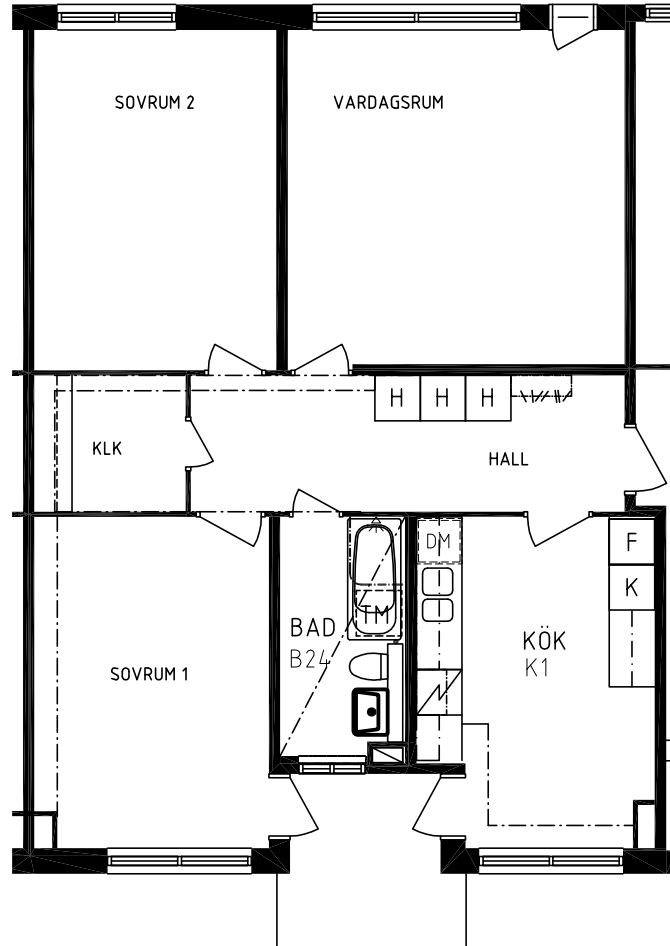 SOVRUM 2
VARDAGSRUM
H H H
KLK
HALL
DM
F
K
TM
BAD
B24
KÖK
K1
SOVRUM 1